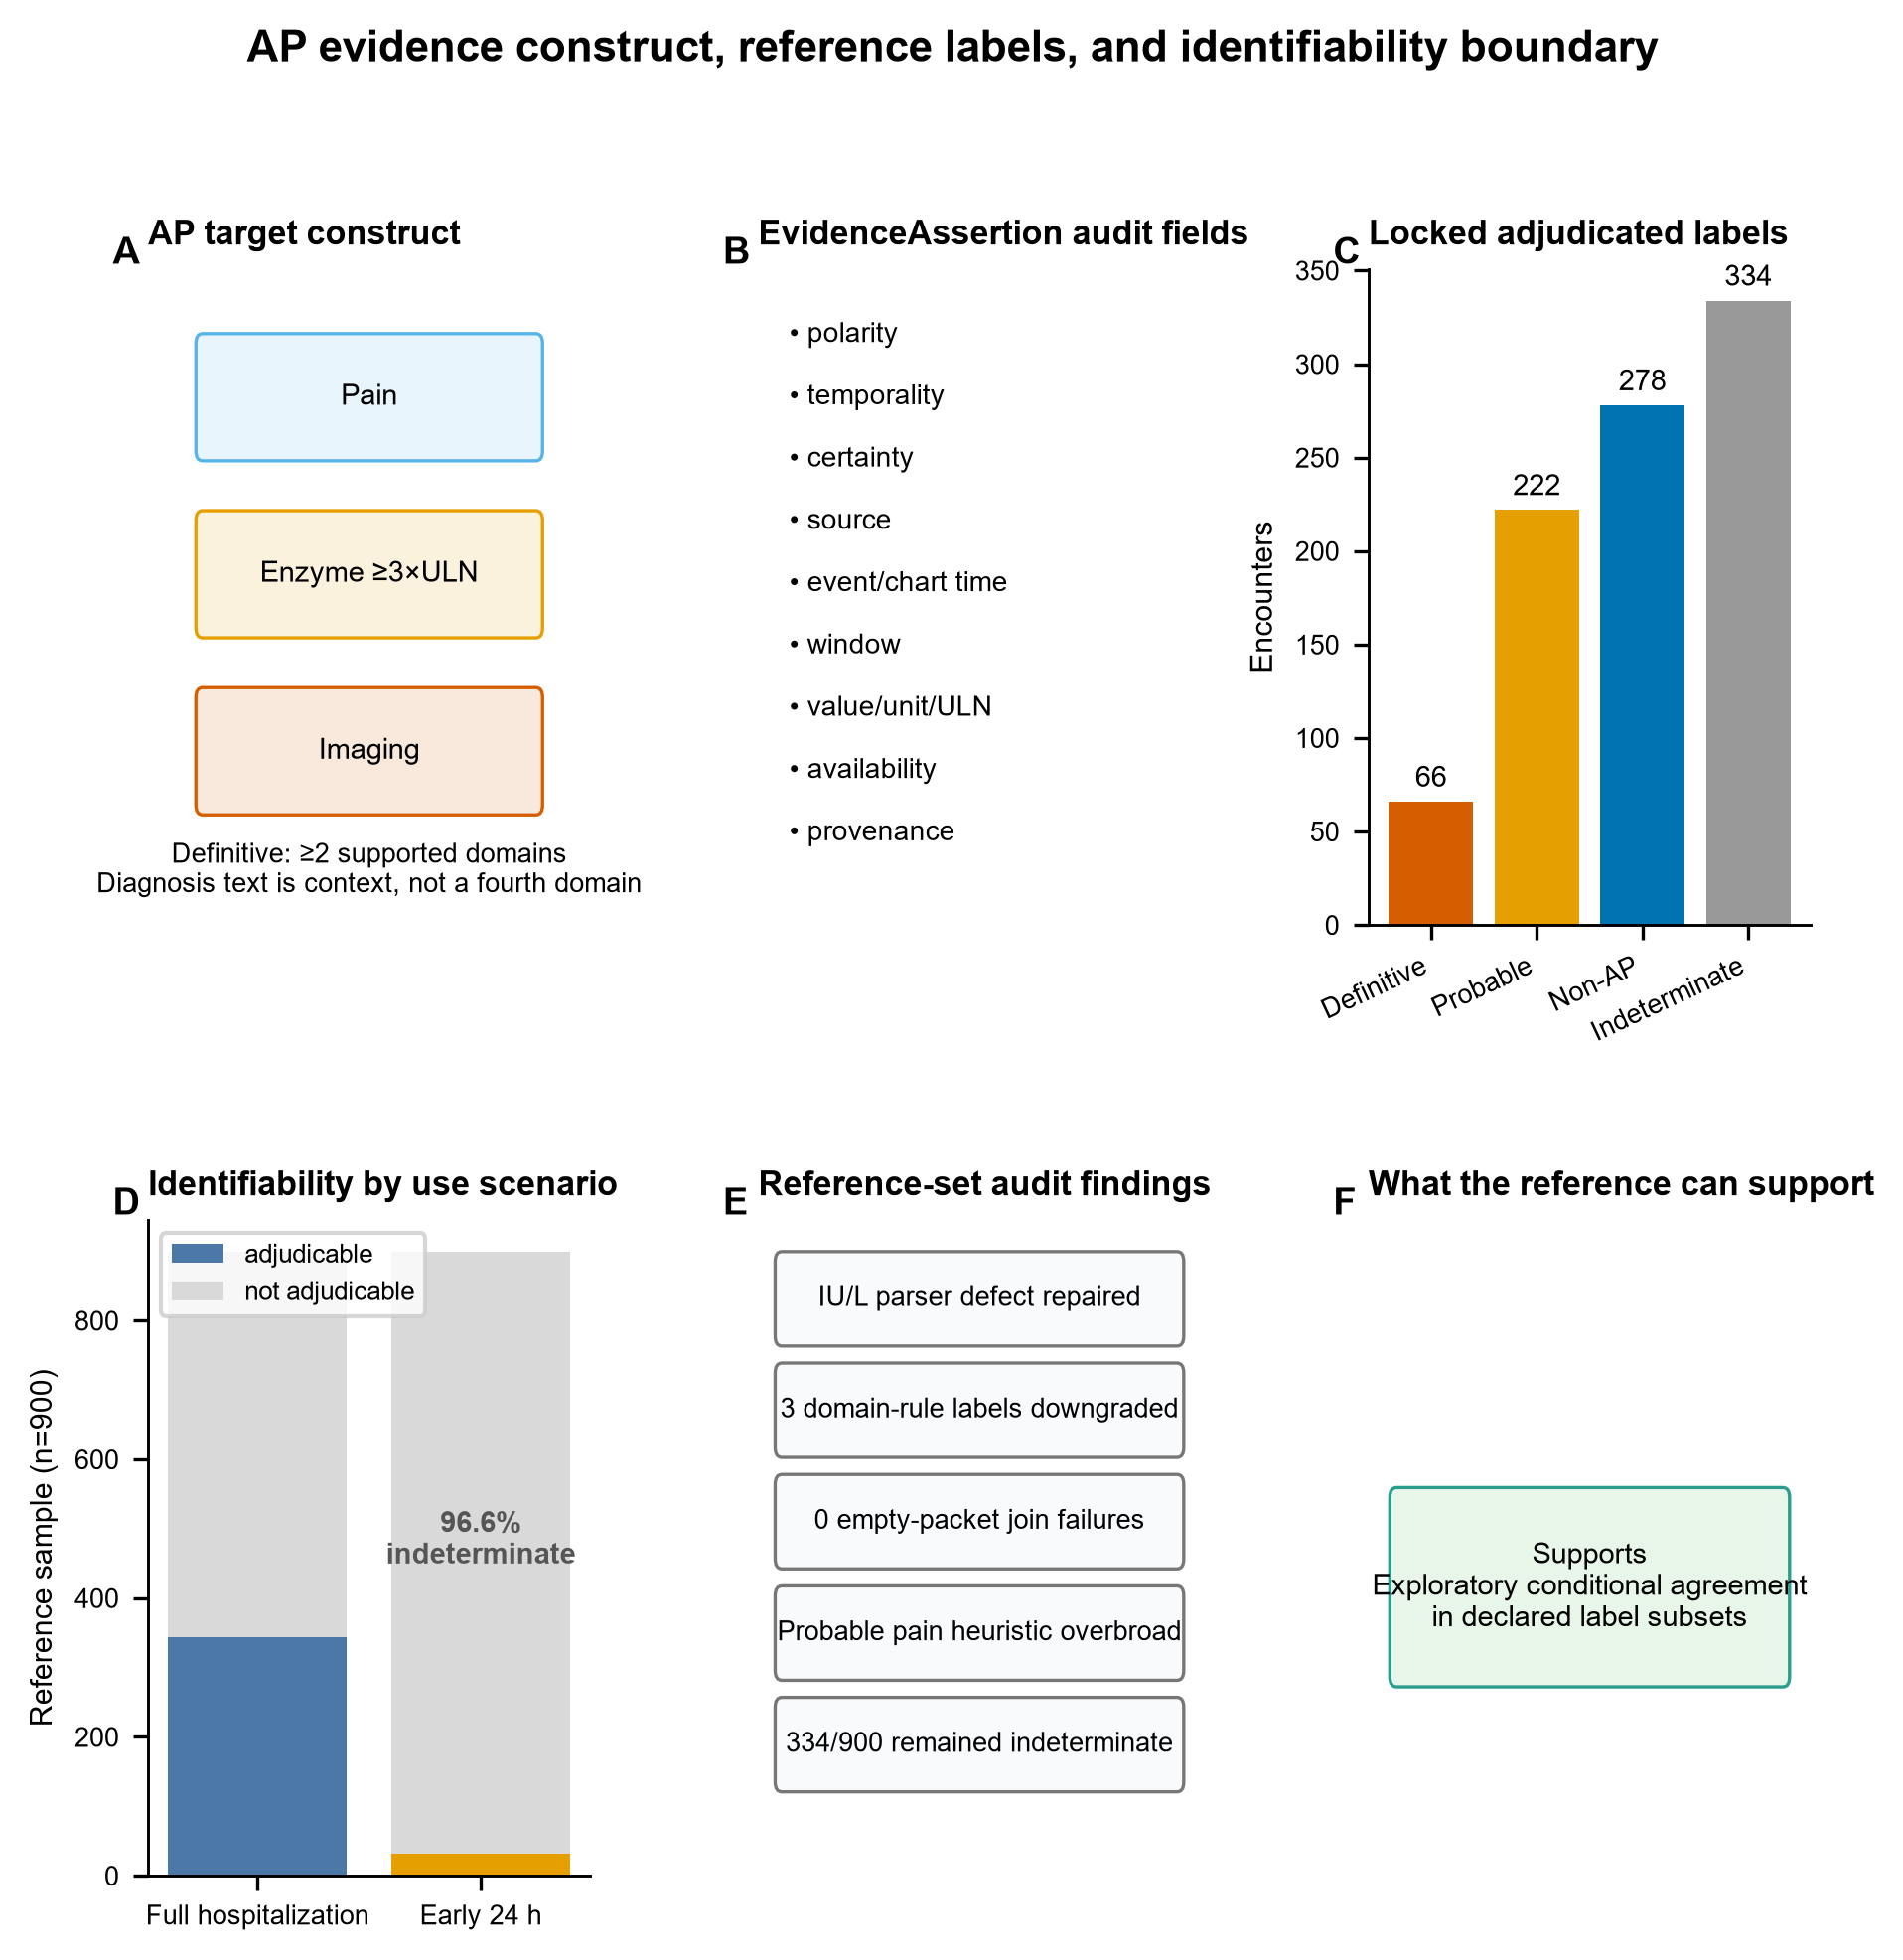 AP evidence construct, reference labels, and identifiability boundary
A AP target construct
Pain
Enzyme ≥3×ULN
Imaging
Definitive: ≥2 supported domains
Diagnosis text is context, not a fourth domain
B EvidenceAssertion audit fields
• polarity
• temporality
• certainty
• source
• event/chart time
• window
• value/unit/ULN
• availability
• provenance
C Locked adjudicated labels
Encounters
350
300
250
200
150
100
50
0
66
222
278
334
Definitive
Probable
Non-AP
Indeterminate
D Identifiability by use scenario
adjudicable
not adjudicable
Reference sample (n=900)
800
600
400
200
0
96.6%
indeterminate
Full hospitalization
Early 24 h
E Reference-set audit findings
IU/L parser defect repaired
3 domain-rule labels downgraded
0 empty-packet join failures
Probable pain heuristic overbroad
334/900 remained indeterminate
F What the reference can support
Supports
Exploratory conditional agreement
in declared label subsets